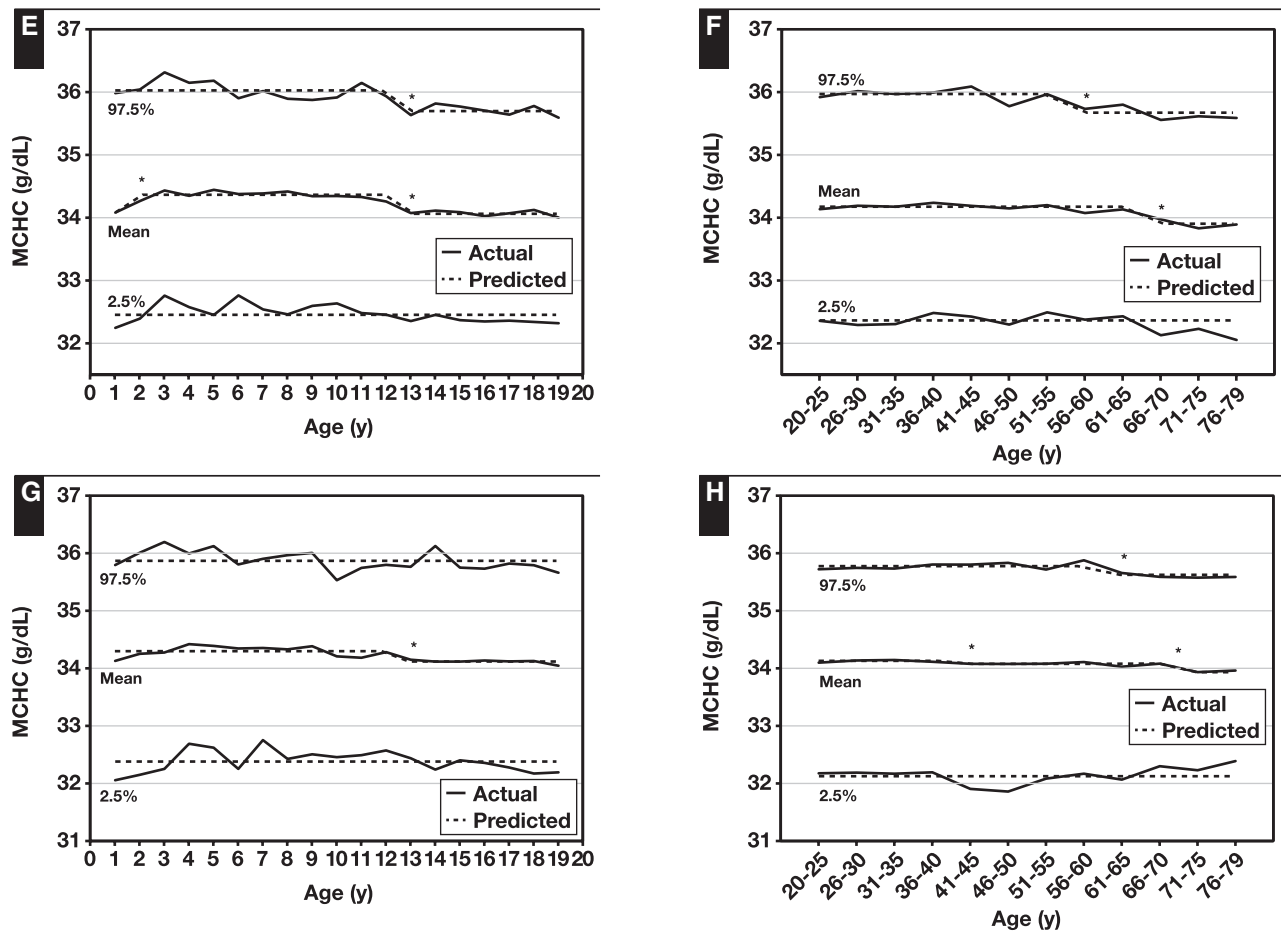 E
37
36
35
34
33
32
MCHC (g/dL)
97.5%
*
*
*
Mean
2.5%
Actual
Predicted
0 1 2 3 4 5 6 7 8 9 10 11 12 13 14 15 16 17 18 19 20
Age (y)
F
37
36
35
34
33
32
MCHC (g/dL)
97.5%
*
Mean
*
2.5%
Actual
Predicted
20-25 26-30 31-35 36-40 41-45 46-50 51-55 56-60 61-65 66-70 71-75 76-79
Age (y)
G
37
36
35
34
33
32
31
MCHC (g/dL)
97.5%
*
Mean
2.5%
Actual
Predicted
0 1 2 3 4 5 6 7 8 9 10 11 12 13 14 15 16 17 18 19 20
Age (y)
H
37
36
35
34
33
32
31
MCHC (g/dL)
*
97.5%
*
*
Mean
2.5%
Actual
Predicted
20-25 26-30 31-35 36-40 41-45 46-50 51-55 56-60 61-65 66-70 71-75 76-79
Age (y)